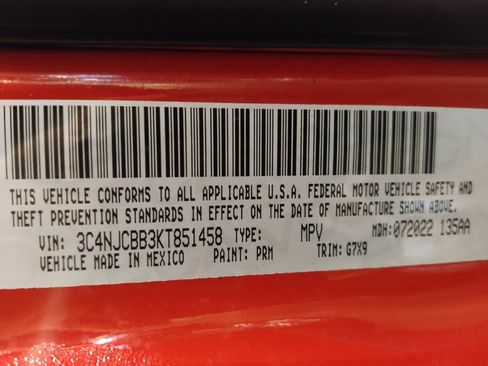 THIS VEHICLE CONFORMS TO ALL APPLICABLE U.S.A. FEDERAL MOTOR VEHICLE SAFETY AND
THEFT PREVENTION STANDARDS IN EFFECT ON THE DATE OF MANUFACTURE SHOWN ABOVE.
VIN: 3C4NJCBB3KT851458 TYPE: MPV MDH: 072022 135AA
VEHICLE MADE IN MEXICO PAINT: PRM TRIM: G7X9